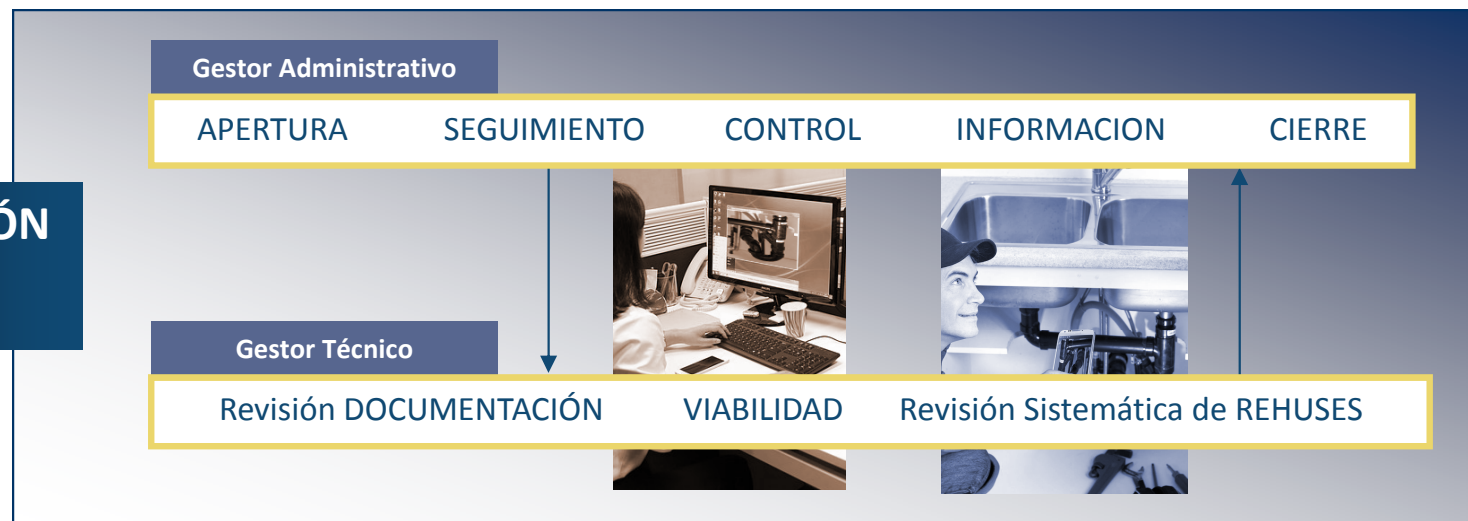 Gestor Administrativo
APERTURA SEGUIMIENTO CONTROL INFORMACION CIERRE
ÓN
Gestor Técnico
Revisión DOCUMENTACIÓN VIABILIDAD Revisión Sistemática de REHUSES